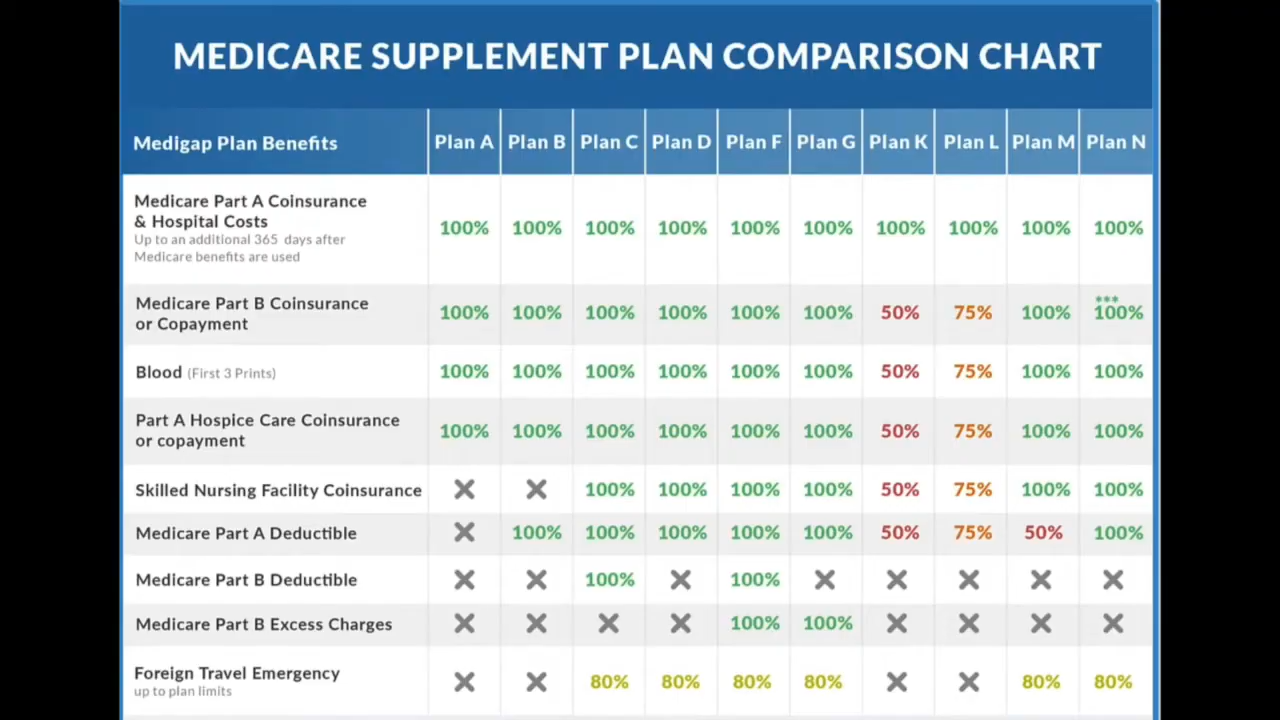 MEDICARE SUPPLEMENT PLAN COMPARISON CHART
Medigap Plan Benefits Plan A Plan B Plan C Plan D Plan F Plan G Plan K Plan L Plan M Plan N
Medicare Part A Coinsurance
& Hospital Costs
Up to an additional 365 days after
Medicare benefits are used
100% 100% 100% 100% 100% 100% 100% 100% 100% 100%
Medicare Part B Coinsurance
or Copayment
***
100% 100% 100% 100% 100% 100% 50% 75% 100% 100%
Blood (First 3 Prints) 100% 100% 100% 100% 100% 100% 50% 75% 100% 100%
Part A Hospice Care Coinsurance
or copayment
100% 100% 100% 100% 100% 100% 50% 75% 100% 100%
Skilled Nursing Facility Coinsurance ✕ ✕ 100% 100% 100% 100% 50% 75% 100% 100%
Medicare Part A Deductible ✕ 100% 100% 100% 100% 100% 50% 75% 50% 100%
Medicare Part B Deductible ✕ ✕ 100% ✕ 100% ✕ ✕ ✕ ✕ ✕
Medicare Part B Excess Charges ✕ ✕ ✕ ✕ 100% 100% ✕ ✕ ✕ ✕
Foreign Travel Emergency
up to plan limits
✕ ✕ 80% 80% 80% 80% ✕ ✕ 80% 80%